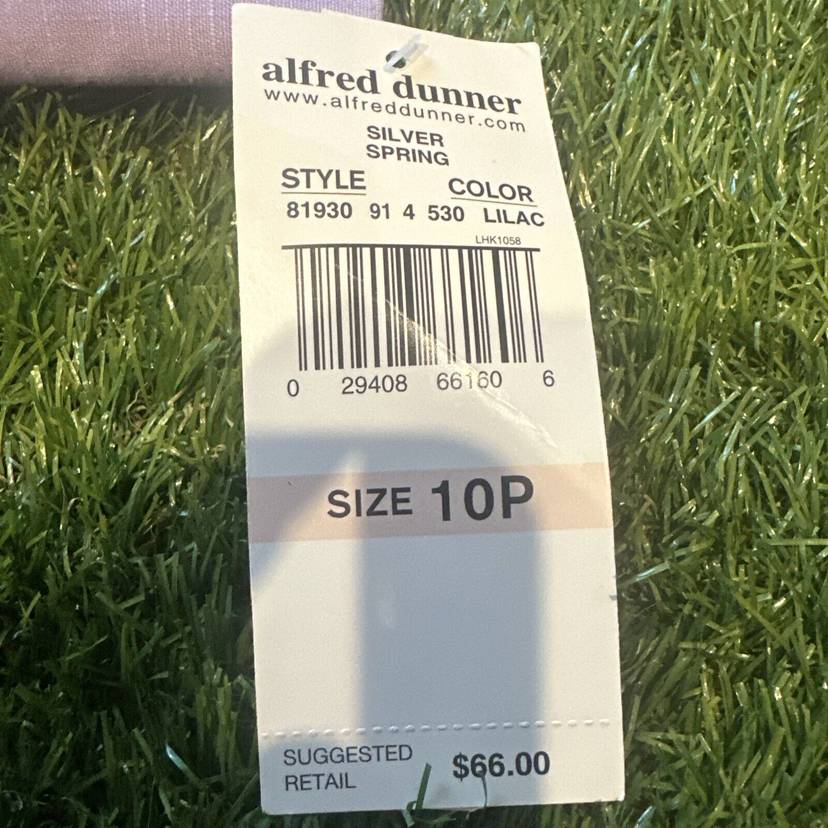 alfred dunner
www.alfreddunner.com
SILVER
SPRING
STYLE COLOR
81930 91 4 530 LILAC
LHK1058
0 29408 66160 6
SIZE 10P
SUGGESTED
RETAIL $66.00